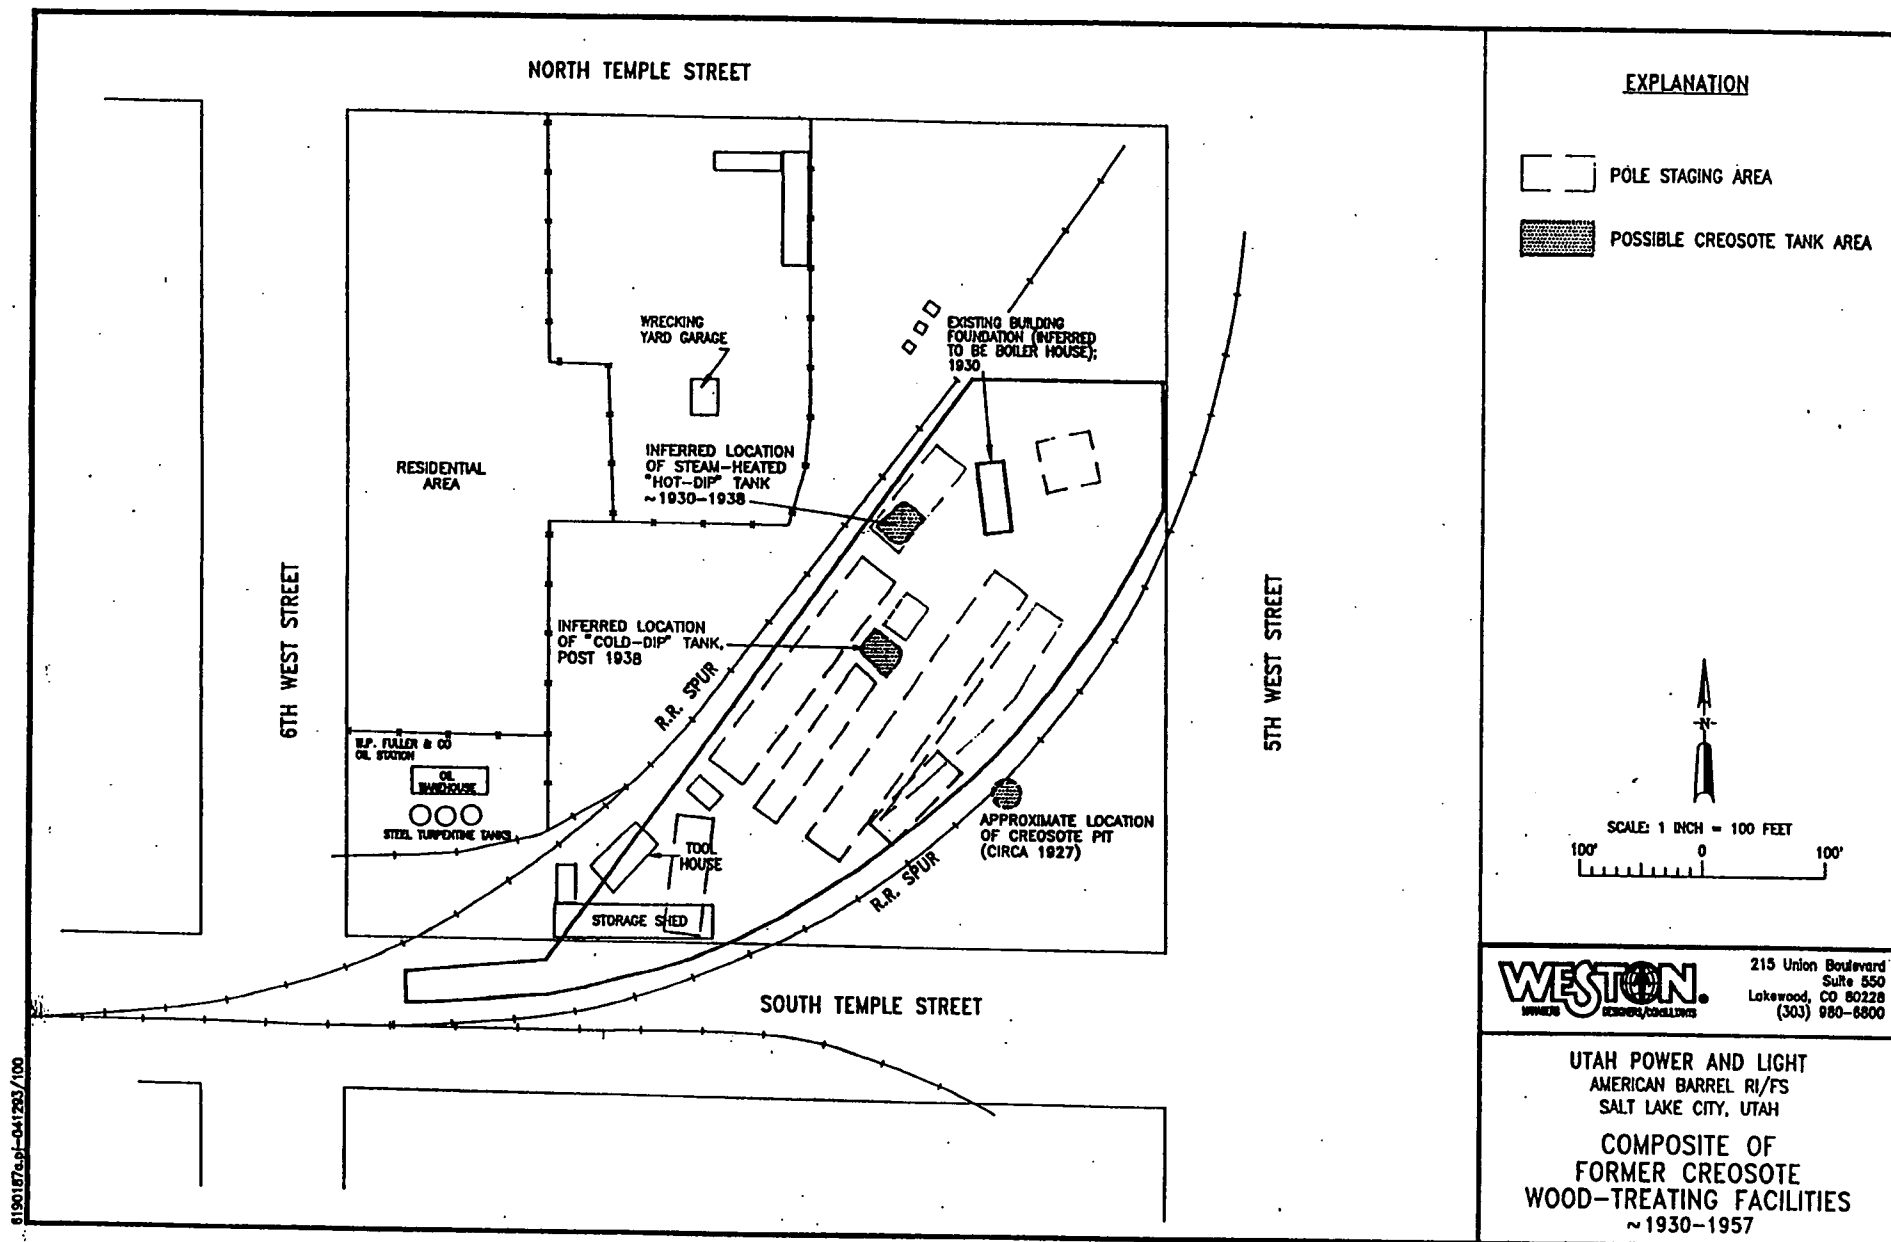 NORTH TEMPLE STREET
WRECKING
YARD GARAGE
EXISTING BUILDING
FOUNDATION (INFERRED
TO BE BOILER HOUSE);
1930
INFERRED LOCATION
OF STEAM-HEATED
"HOT-DIP" TANK
~1930-1938
RESIDENTIAL
AREA
6TH WEST STREET
INFERRED LOCATION
OF "COLD-DIP" TANK,
POST 1938
R.R. SPUR
5TH WEST STREET
W.P. FULLER & CO
OIL STATION
OIL
WAREHOUSE
STEEL TURPENTINE TANKS
TOOL
HOUSE
STORAGE SHED
APPROXIMATE LOCATION
OF CREOSOTE PIT
(CIRCA 1927)
R.R. SPUR
SOUTH TEMPLE STREET
EXPLANATION
POLE STAGING AREA
POSSIBLE CREOSOTE TANK AREA
N
SCALE: 1 INCH = 100 FEET
100' 0 100'
WESTON.
MANAGERS DESIGNERS/CONSULTANTS
215 Union Boulevard
Suite 550
Lakewood, CO 80228
(303) 980-6800
UTAH POWER AND LIGHT
AMERICAN BARREL RI/FS
SALT LAKE CITY, UTAH
COMPOSITE OF
FORMER CREOSOTE
WOOD-TREATING FACILITIES
~1930-1957